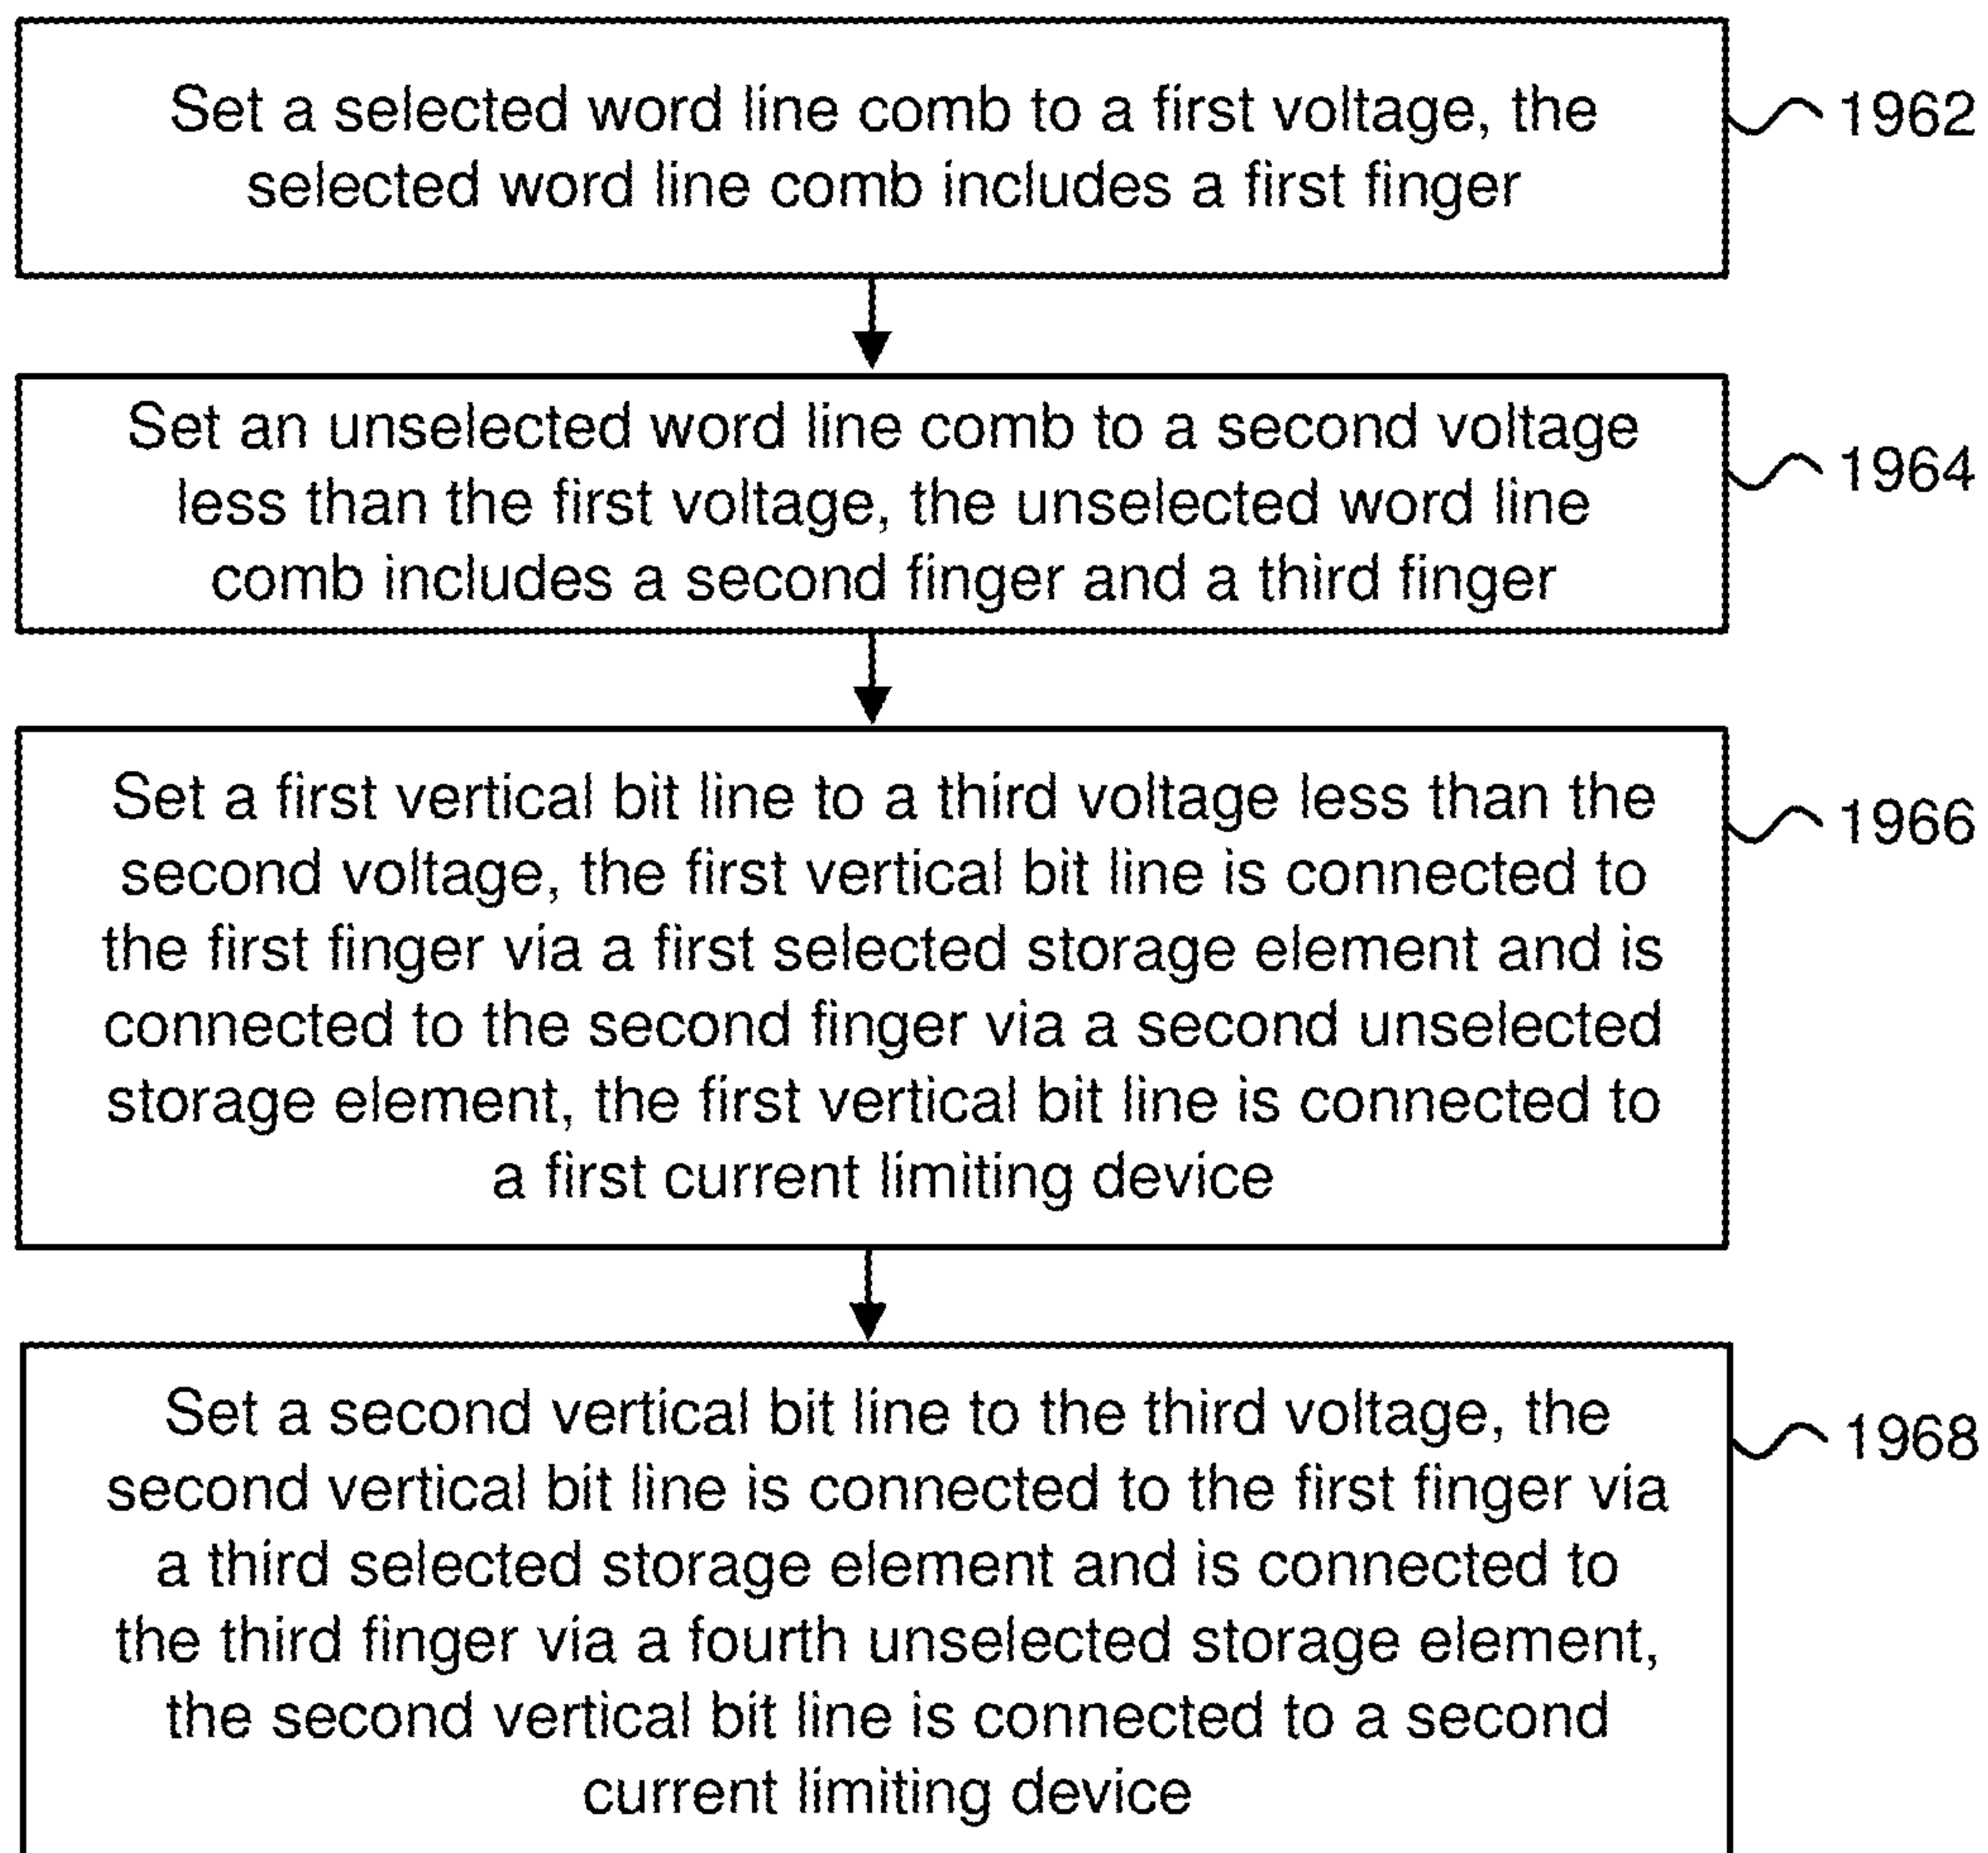 Set a selected word line comb to a first voltage, the
selected word line comb includes a first finger
1962
Set an unselected word line comb to a second voltage
less than the first voltage, the unselected word line
comb includes a second finger and a third finger
1964
Set a first vertical bit line to a third voltage less than the
second voltage, the first vertical bit line is connected to
the first finger via a first selected storage element and is
connected to the second finger via a second unselected
storage element, the first vertical bit line is connected to
a first current limiting device
1966
Set a second vertical bit line to the third voltage, the
second vertical bit line is connected to the first finger via
a third selected storage element and is connected to
the third finger via a fourth unselected storage element,
the second vertical bit line is connected to a second
current limiting device
1968